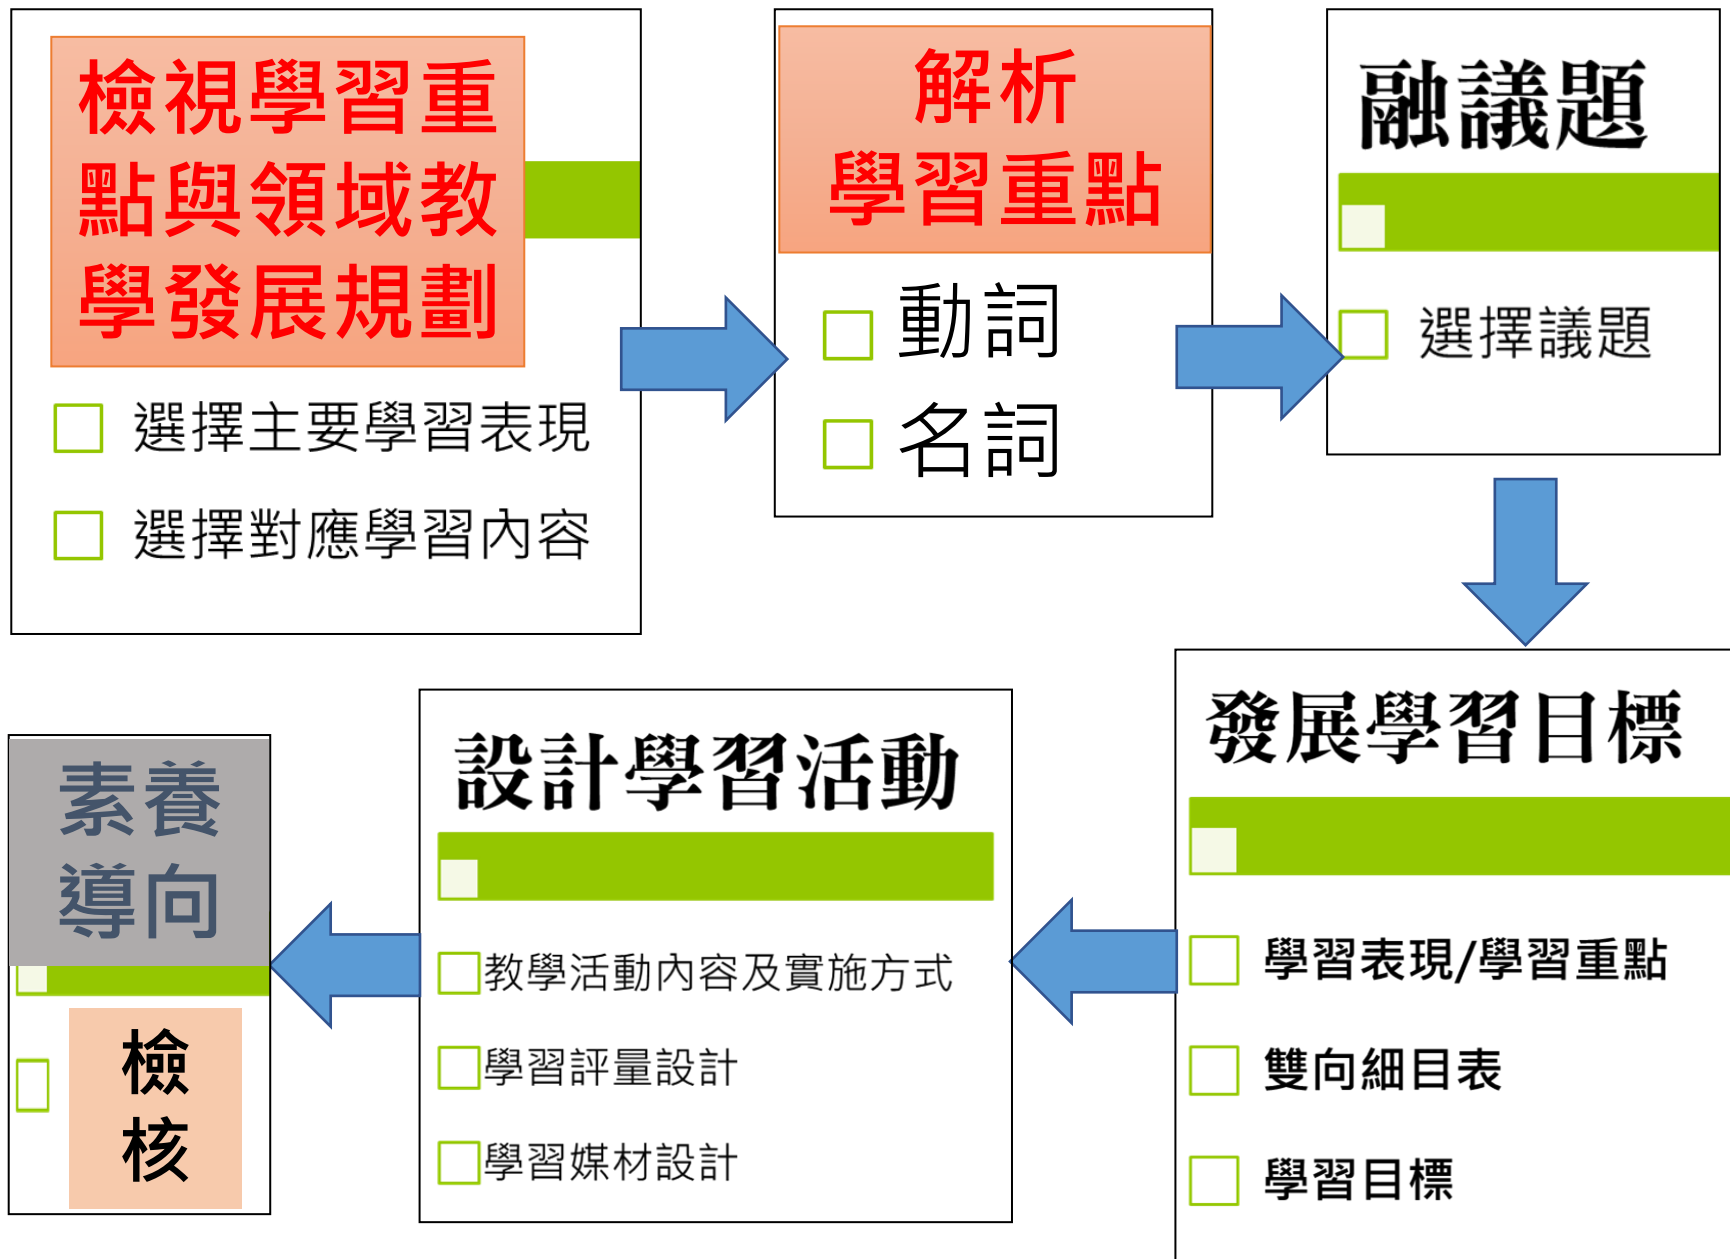 檢視學習重
點與領域教
學發展規劃
選擇主要學習表現
選擇對應學習內容
解析
學習重點
動詞
名詞
融議題
選擇議題
發展學習目標
學習表現/學習重點
雙向細目表
學習目標
設計學習活動
教學活動內容及實施方式
學習評量設計
學習媒材設計
素養
導向
檢
核